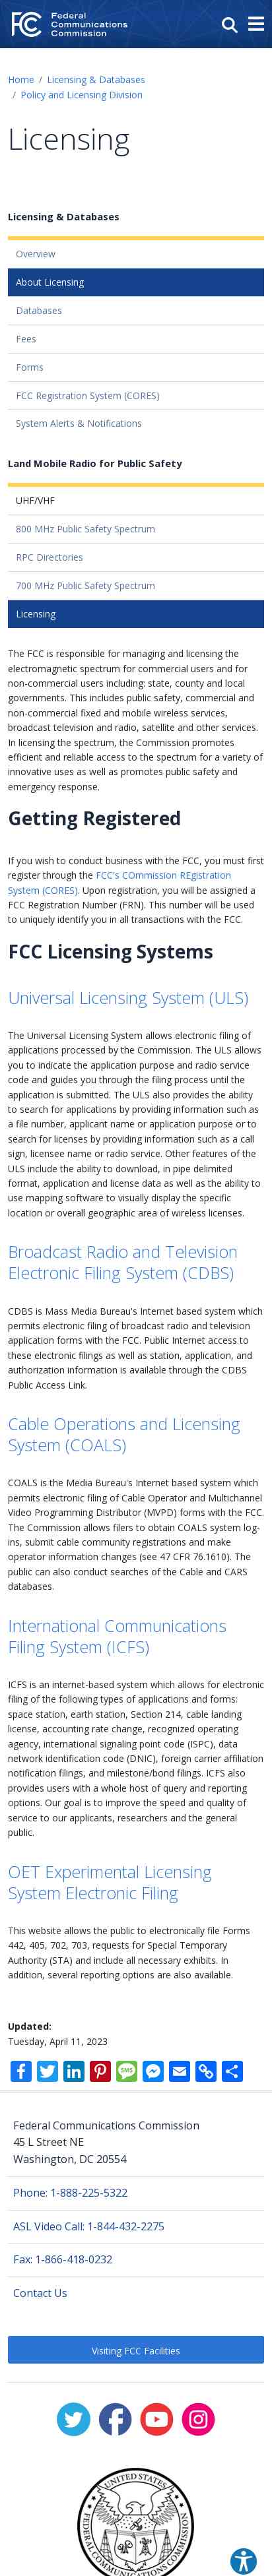 FCC Federal
Communications
Commission
Home / Licensing & Databases
/ Policy and Licensing Division
Licensing
Licensing & Databases
Overview
About Licensing
Databases
Fees
Forms
FCC Registration System (CORES)
System Alerts & Notifications
Land Mobile Radio for Public Safety
UHF/VHF
800 MHz Public Safety Spectrum
RPC Directories
700 MHz Public Safety Spectrum
Licensing
The FCC is responsible for managing and licensing the
electromagnetic spectrum for commercial users and for
non-commercial users including: state, county and local
governments. This includes public safety, commercial and
non-commercial fixed and mobile wireless services,
broadcast television and radio, satellite and other services.
In licensing the spectrum, the Commission promotes
efficient and reliable access to the spectrum for a variety of
innovative uses as well as promotes public safety and
emergency response.
Getting Registered
If you wish to conduct business with the FCC, you must first
register through the FCC's COmmission REgistration
System (CORES). Upon registration, you will be assigned a
FCC Registration Number (FRN). This number will be used
to uniquely identify you in all transactions with the FCC.
FCC Licensing Systems
Universal Licensing System (ULS)
The Universal Licensing System allows electronic filing of
applications processed by the Commission. The ULS allows
you to indicate the application purpose and radio service
code and guides you through the filing process until each
application is submitted. The ULS also provides the ability
to search for applications by providing information such as
a file number, applicant name or application purpose or to
search for licenses by providing information such as a call
sign, licensee name or radio service. Other features of the
ULS include the ability to download, in pipe delimited
format, application and license data as well as the ability to
use mapping software to visually display the specific
location or overall geographic area of wireless licenses.
Broadcast Radio and Television
Electronic Filing System (CDBS)
CDBS is Mass Media Bureau's Internet based system which
permits electronic filing of broadcast radio and television
application forms with the FCC. Public Internet access to
these electronic filings as well as station, application, and
authorization information is available through the CDBS
Public Access Link.
Cable Operations and Licensing
System (COALS)
COALS is the Media Bureau's Internet based system which
permits electronic filing of Cable Operator and Multichannel
Video Programming Distributor (MVPD) forms with the FCC.
The Commission allows filers to obtain COALS system log-
ins, submit cable community registrations and make
operator information changes (see 47 CFR 76.1610). The
public can also conduct searches of the Cable and CARS
databases.
International Communications
Filing System (ICFS)
ICFS is an internet-based system which allows for electronic
filing of the following types of applications and forms:
space station, earth station, Section 214, cable landing
license, accounting rate change, recognized operating
agency, international signaling point code (ISPC), data
network identification code (DNIC), foreign carrier affiliation
notification filings, and milestone/bond filings. ICFS also
provides users with a whole host of query and reporting
options. Our goal is to improve the speed and quality of
service to our applicants, researchers and the general
public.
OET Experimental Licensing
System Electronic Filing
This website allows the public to electronically file Forms
442, 405, 702, 703, requests for Special Temporary
Authority (STA) and include all necessary exhibits. In
addition, several reporting options are also available.
Updated:
Tuesday, April 11, 2023
SMS
Federal Communications Commission
45 L Street NE
Washington, DC 20554
Phone: 1-888-225-5322
ASL Video Call: 1-844-432-2275
Fax: 1-866-418-0232
Contact Us
Visiting FCC Facilities
UNITED STATES
FEDERAL COMMUNICATIONS COMMISSION